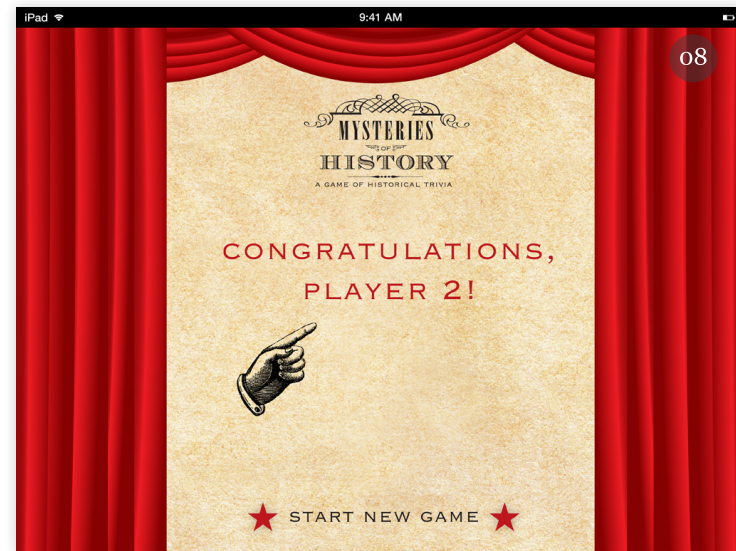 iPad 9:41 AM
08
MYSTERIES
OF
HISTORY
A GAME OF HISTORICAL TRIVIA
CONGRATULATIONS,
PLAYER 2!
START NEW GAME